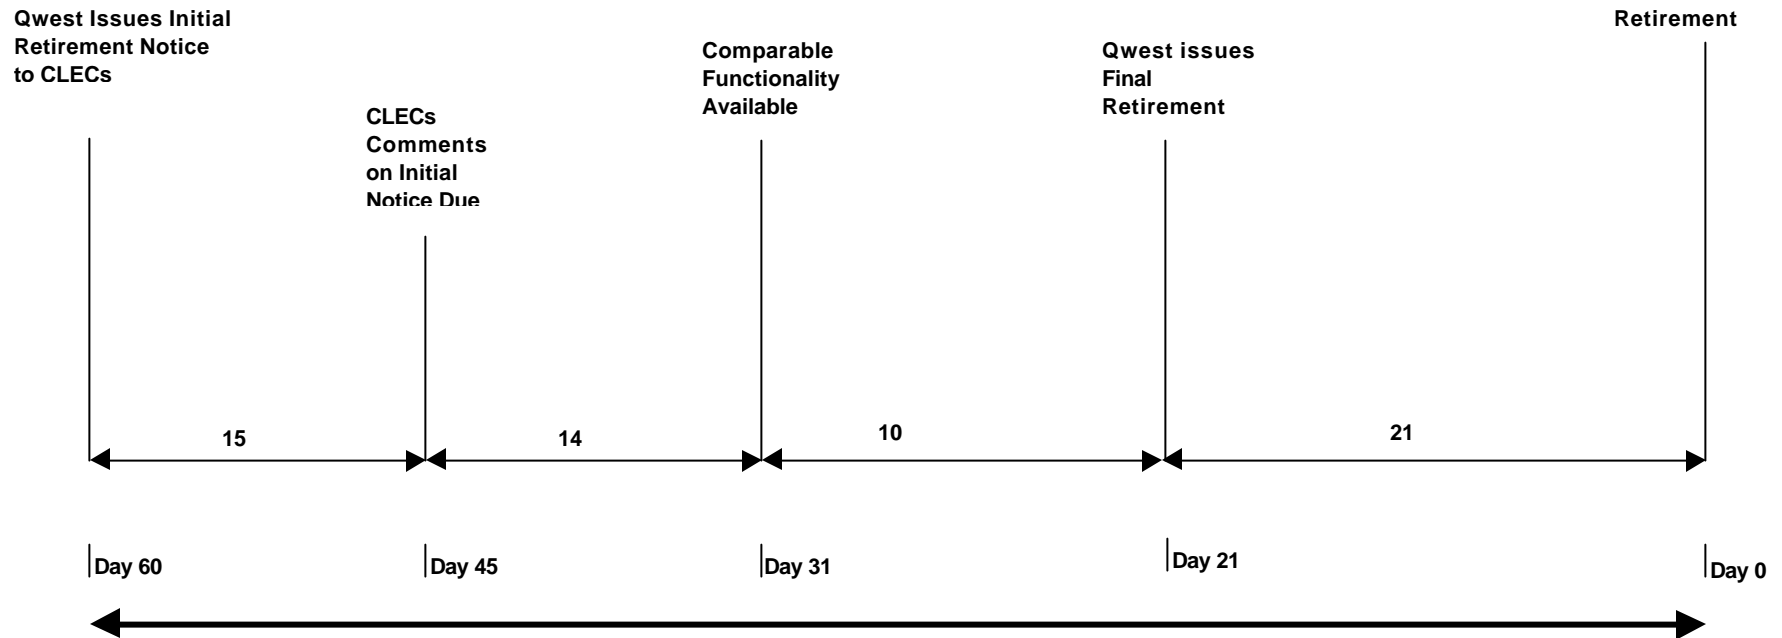 Qwest Issues Initial
Retirement Notice
to CLECs
CLECs
Comments
on Initial
Notice Due
Comparable
Functionality
Available
Qwest issues
Final
Retirement
Retirement
15
14
10
21
Day 60
Day 45
Day 31
Day 21
Day 0